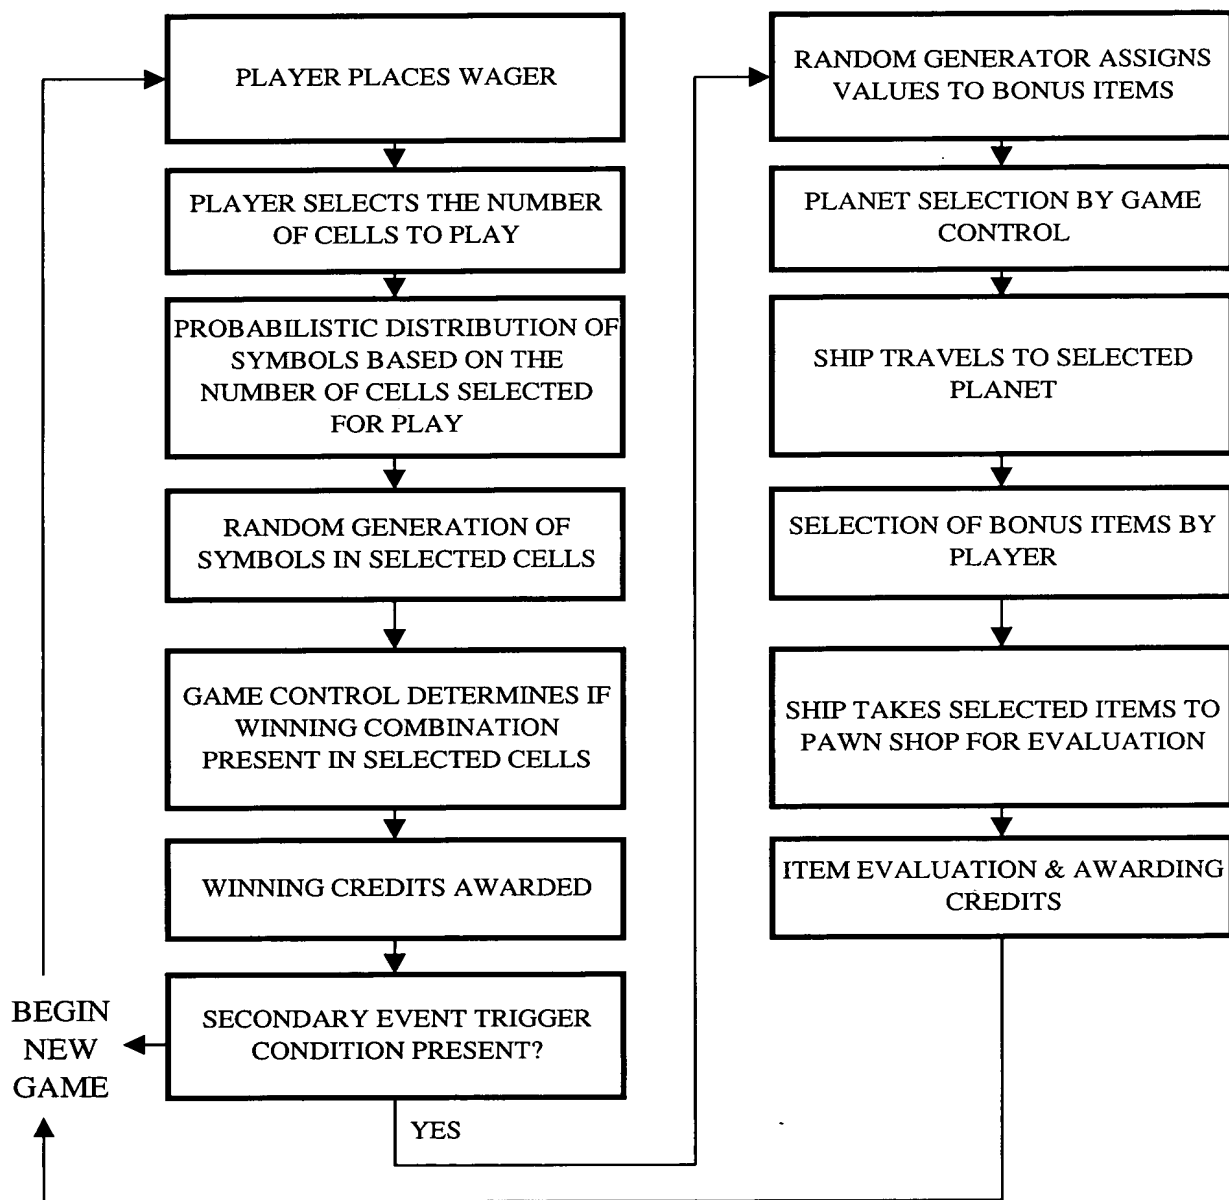 PLAYER PLACES WAGER
PLAYER SELECTS THE NUMBER
OF CELLS TO PLAY
PROBABILISTIC DISTRIBUTION OF
SYMBOLS BASED ON THE
NUMBER OF CELLS SELECTED
FOR PLAY
RANDOM GENERATION OF
SYMBOLS IN SELECTED CELLS
GAME CONTROL DETERMINES IF
WINNING COMBINATION
PRESENT IN SELECTED CELLS
WINNING CREDITS AWARDED
SECONDARY EVENT TRIGGER
CONDITION PRESENT?
BEGIN
NEW
GAME
YES
RANDOM GENERATOR ASSIGNS
VALUES TO BONUS ITEMS
PLANET SELECTION BY GAME
CONTROL
SHIP TRAVELS TO SELECTED
PLANET
SELECTION OF BONUS ITEMS BY
PLAYER
SHIP TAKES SELECTED ITEMS TO
PAWN SHOP FOR EVALUATION
ITEM EVALUATION & AWARDING
CREDITS